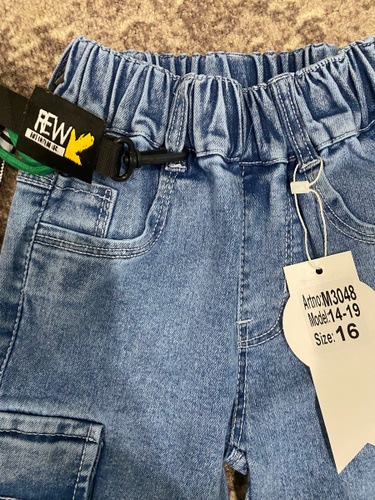 REW
Artno:M3048
Model:14-19
Size: 16